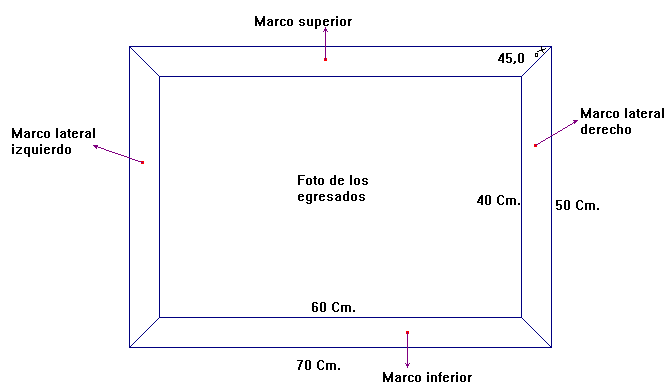 Marco superior
45,0
Marco lateral
izquierdo
Marco lateral
derecho
Foto de los
egresados
40 Cm.
50 Cm.
60 Cm.
70 Cm.
Marco inferior